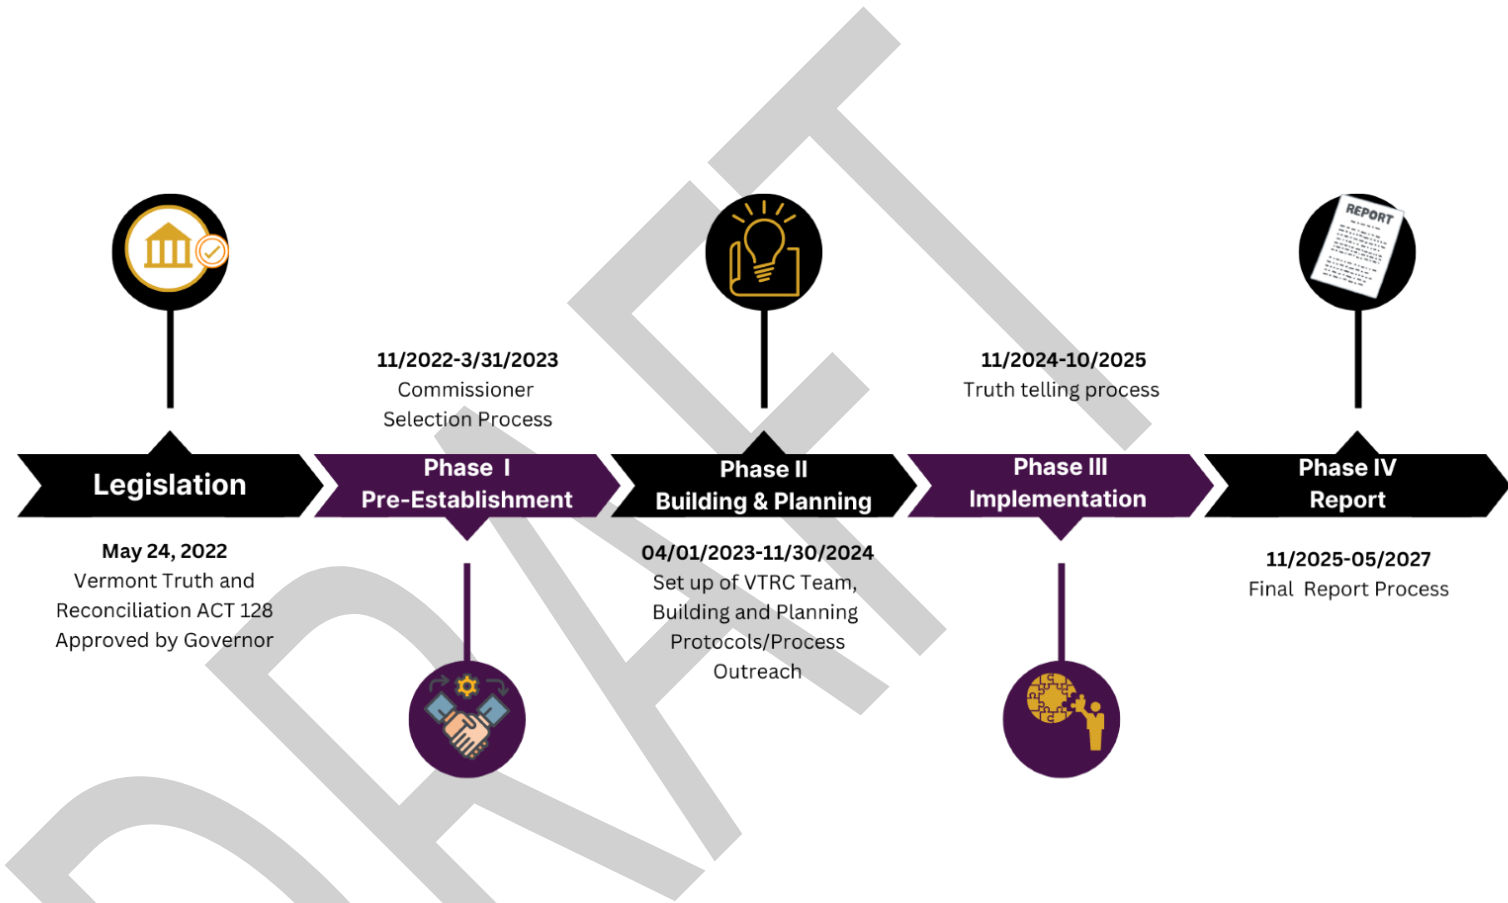 DRAFT
REPORT
11/2022-3/31/2023
Commissioner
Selection Process
11/2024-10/2025
Truth telling process
Legislation
Phase I
Pre-Establishment
Phase II
Building & Planning
Phase III
Implementation
Phase IV
Report
May 24, 2022
Vermont Truth and
Reconciliation ACT 128
Approved by Governor
04/01/2023-11/30/2024
Set up of VTRC Team,
Building and Planning
Protocols/Process
Outreach
11/2025-05/2027
Final Report Process